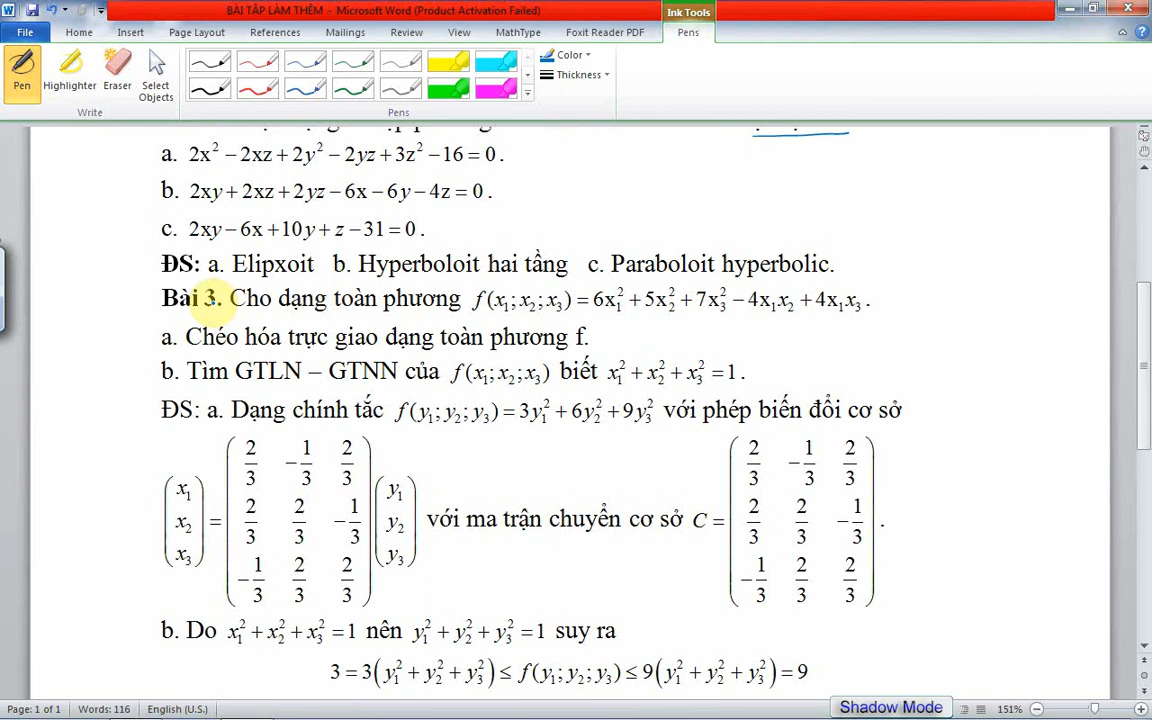 BÀI TẬP LÀM THÊM - Microsoft Word (Product Activation Failed)
Ink Tools
File Home Insert Page Layout References Mailings Review View MathType Foxit Reader PDF Pens
Pen Highlighter Eraser Select Objects
Color
Thickness
Write Pens
a. 2x² − 2xz + 2y² − 2yz + 3z² − 16 = 0.
b. 2xy + 2xz + 2yz − 6x − 6y − 4z = 0.
c. 2xy − 6x + 10y + z − 31 = 0.
ĐS: a. Elipxoit b. Hyperboloit hai tầng c. Paraboloit hyperbolic.
Bài 3. Cho dạng toàn phương f(x₁; x₂; x₃) = 6x₁² + 5x₂² + 7x₃² − 4x₁x₂ + 4x₁x₃.
a. Chéo hóa trực giao dạng toàn phương f.
b. Tìm GTLN – GTNN của f(x₁; x₂; x₃) biết x₁² + x₂² + x₃² = 1.
ĐS: a. Dạng chính tắc f(y₁; y₂; y₃) = 3y₁² + 6y₂² + 9y₃² với phép biến đổi cơ sở
(x₁ x₂ x₃) = (2/3 −1/3 2/3; 2/3 2/3 −1/3; −1/3 2/3 2/3) (y₁ y₂ y₃) với ma trận chuyển cơ sở C = (2/3 −1/3 2/3; 2/3 2/3 −1/3; −1/3 2/3 2/3).
b. Do x₁² + x₂² + x₃² = 1 nên y₁² + y₂² + y₃² = 1 suy ra
3 = 3(y₁² + y₂² + y₃²) ≤ f(y₁; y₂; y₃) ≤ 9(y₁² + y₂² + y₃²) = 9
Page: 1 of 1 Words: 116 English (U.S.) Shadow Mode 151%